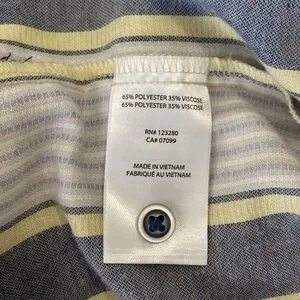 65% POLYESTER 35% VISCOSE
65% POLYESTER 35% VISCOSE
RN# 123280
CA# 07099
MADE IN VIETNAM
FABRIQUÉ AU VIETNAM